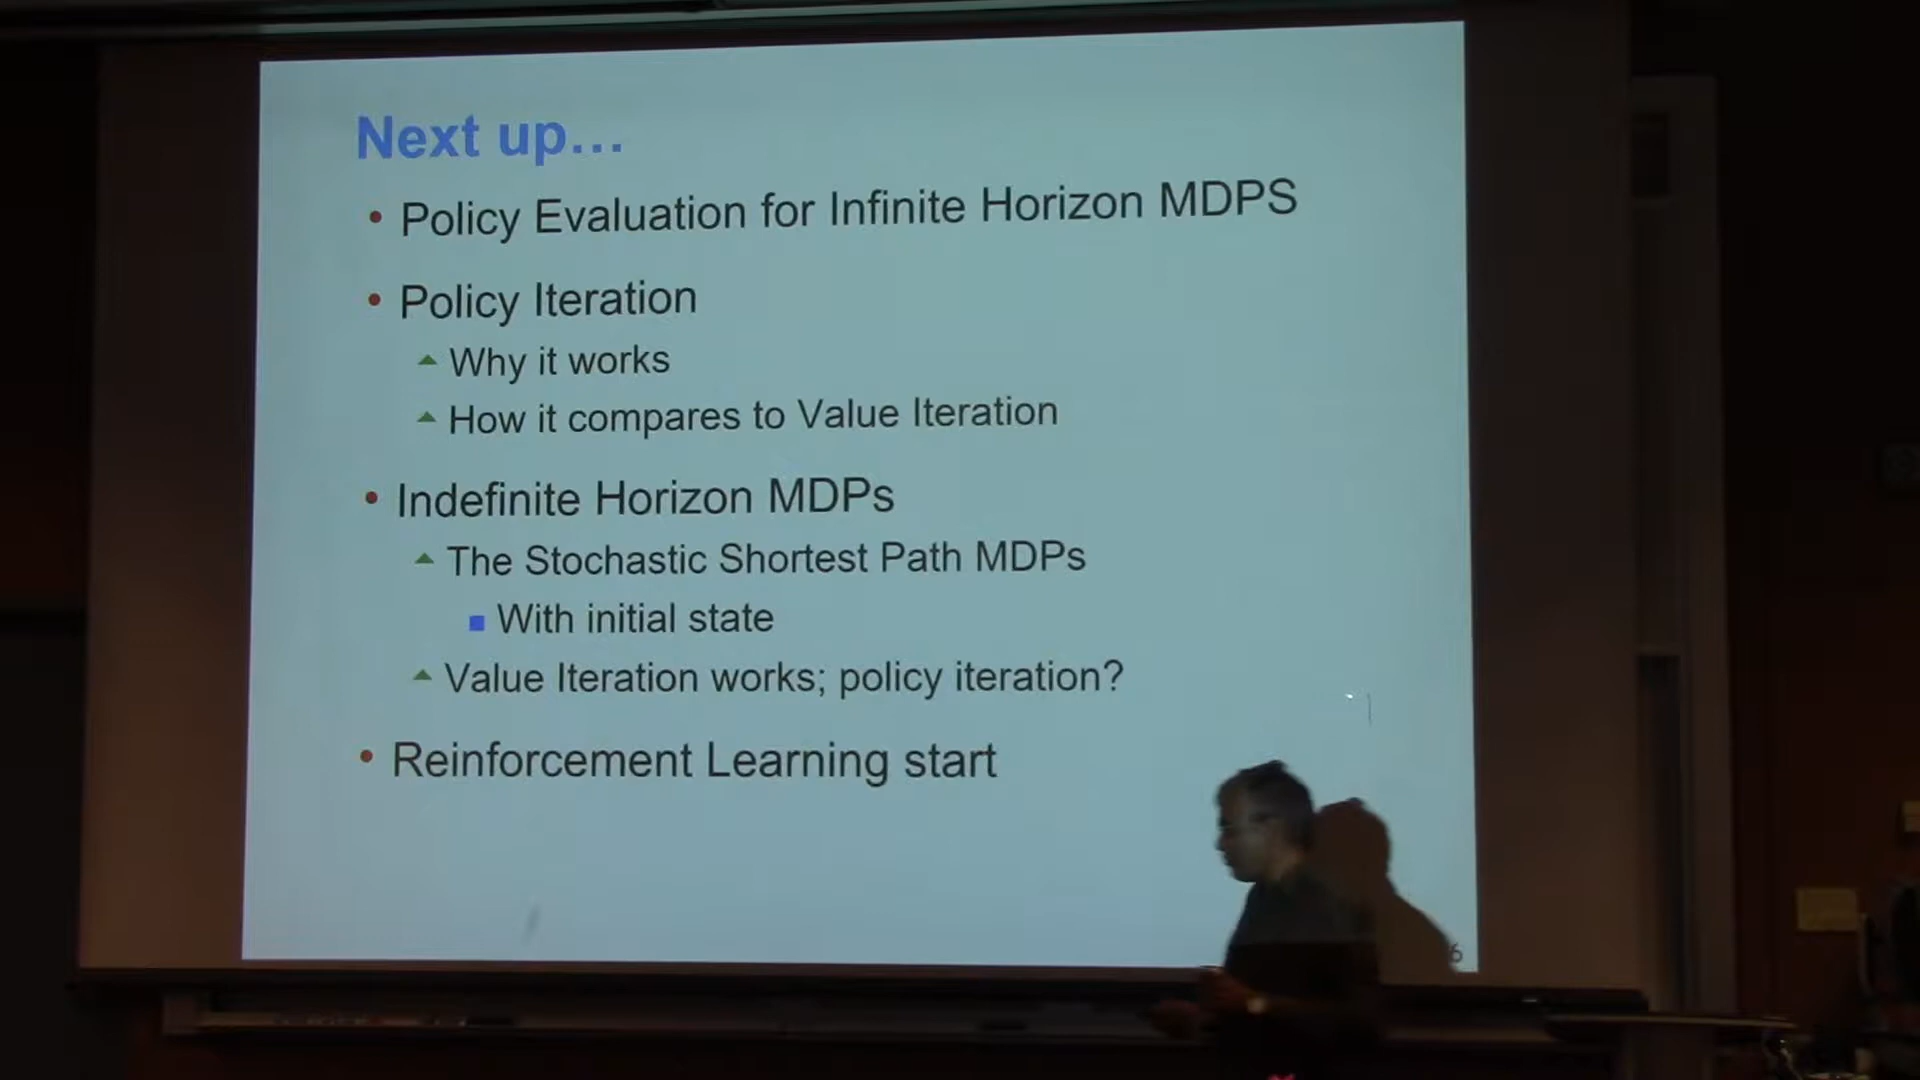 Next up...
• Policy Evaluation for Infinite Horizon MDPS
• Policy Iteration
Why it works
How it compares to Value Iteration
• Indefinite Horizon MDPs
The Stochastic Shortest Path MDPs
■ With initial state
Value Iteration works; policy iteration?
• Reinforcement Learning start